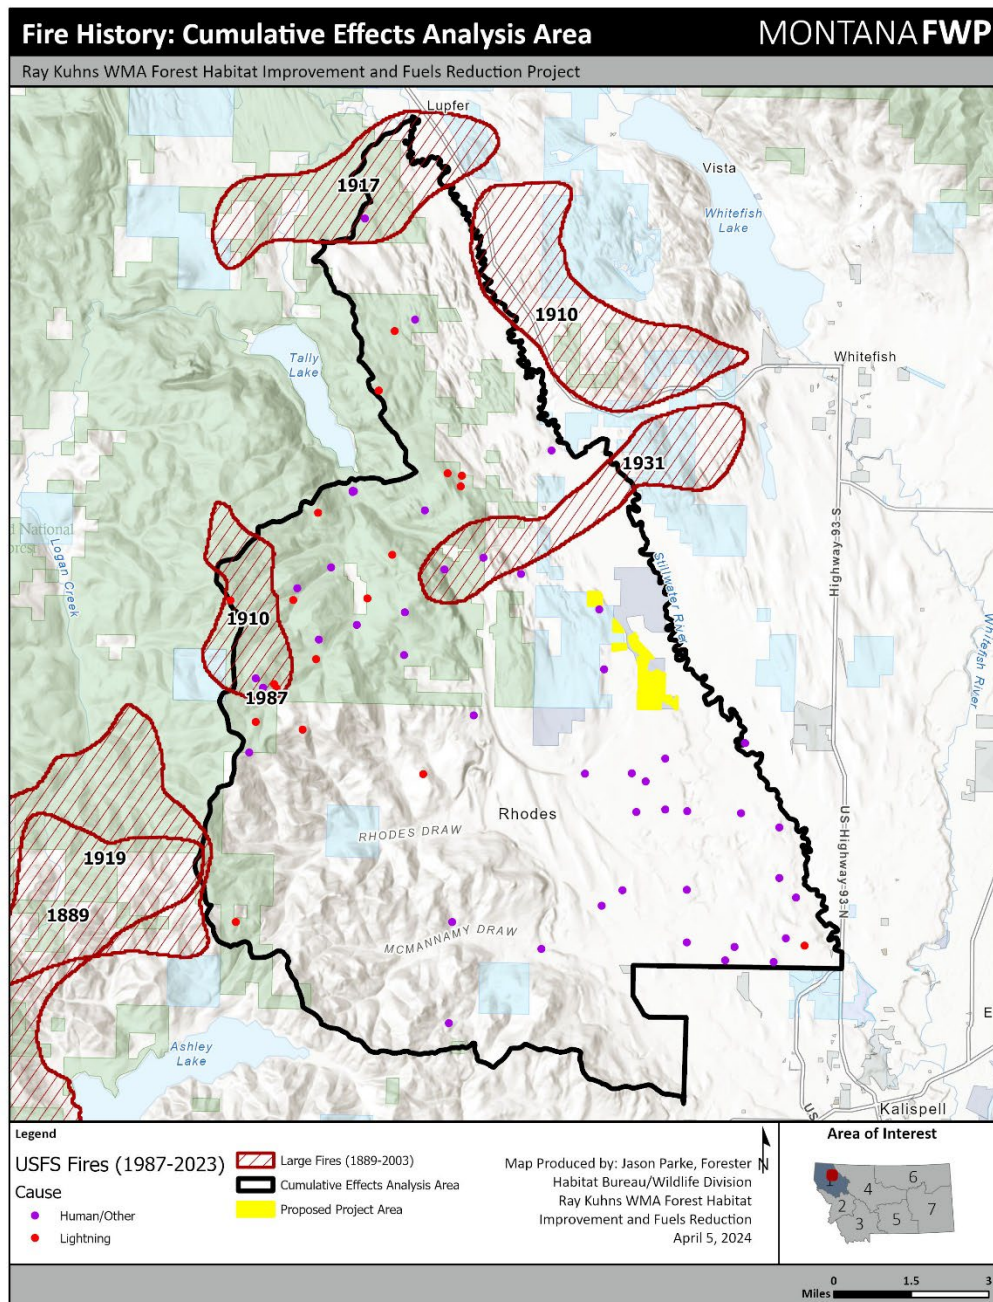 Fire History: Cumulative Effects Analysis Area
MONTANA FWP
Ray Kuhns WMA Forest Habitat Improvement and Fuels Reduction Project
Lupfer
1917
Vista
Whitefish
Lake
1910
Whitefish
Tally
Lake
1931
Highway 93 S
National
Logan Creek
Stillwater River
1910
Whitefish River
1987
Rhodes
RHODES DRAW
US Highway 93 N
1919
1889
MCMANNAMY DRAW
Ashley
Lake
E
US
Kalispell
Legend
USFS Fires (1987-2023)
Cause
Human/Other
Lightning
Large Fires (1889-2003)
Cumulative Effects Analysis Area
Proposed Project Area
N
Map Produced by: Jason Parke, Forester
Habitat Bureau/Wildlife Division
Ray Kuhns WMA Forest Habitat
Improvement and Fuels Reduction
April 5, 2024
Area of Interest
1
2
3
4
5
6
7
0 1.5 3
Miles